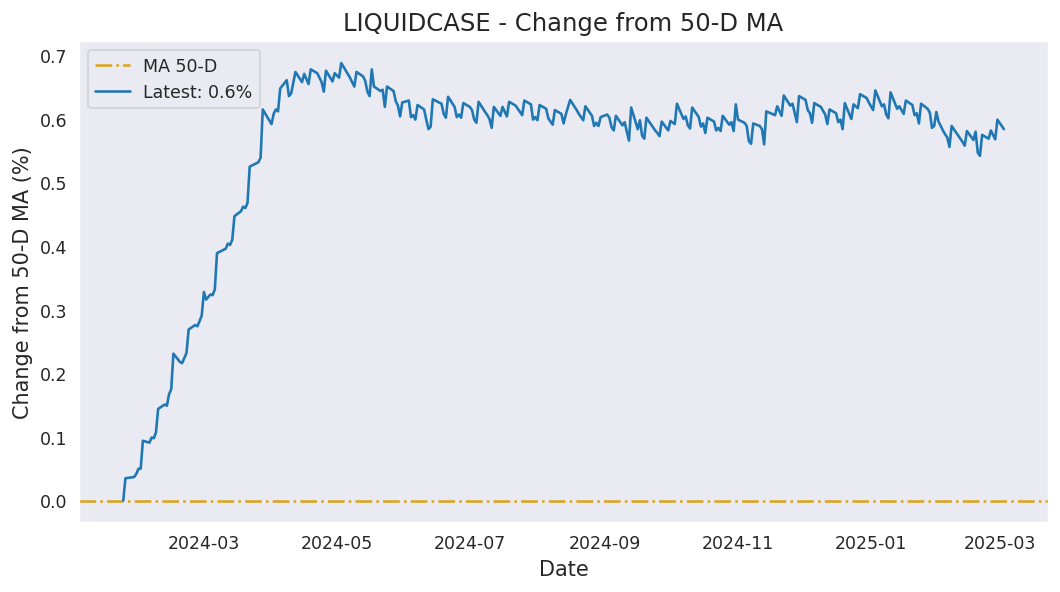 LIQUIDCASE - Change from 50-D MA
MA 50-D
Latest: 0.6%
Change from 50-D MA (%)
0.7
0.6
0.5
0.4
0.3
0.2
0.1
0.0
2024-03 2024-05 2024-07 2024-09 2024-11 2025-01 2025-03
Date